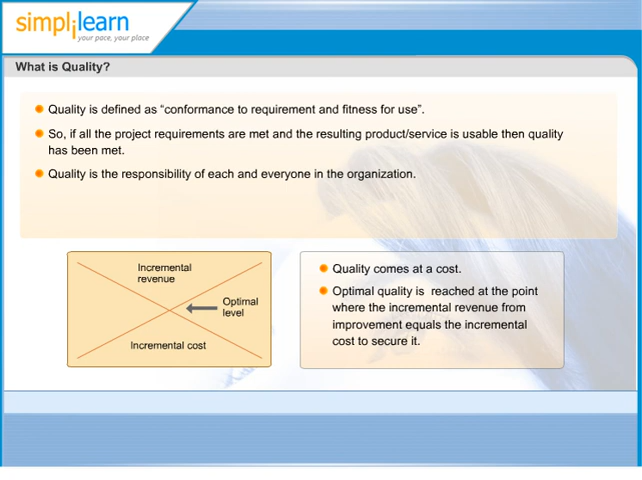 simplilearn
your pace, your place
What is Quality?
Quality is defined as “conformance to requirement and fitness for use”.
So, if all the project requirements are met and the resulting product/service is usable then quality
has been met.
Quality is the responsibility of each and everyone in the organization.
Incremental
revenue
Optimal
level
Incremental cost
Quality comes at a cost.
Optimal quality is reached at the point
where the incremental revenue from
improvement equals the incremental
cost to secure it.